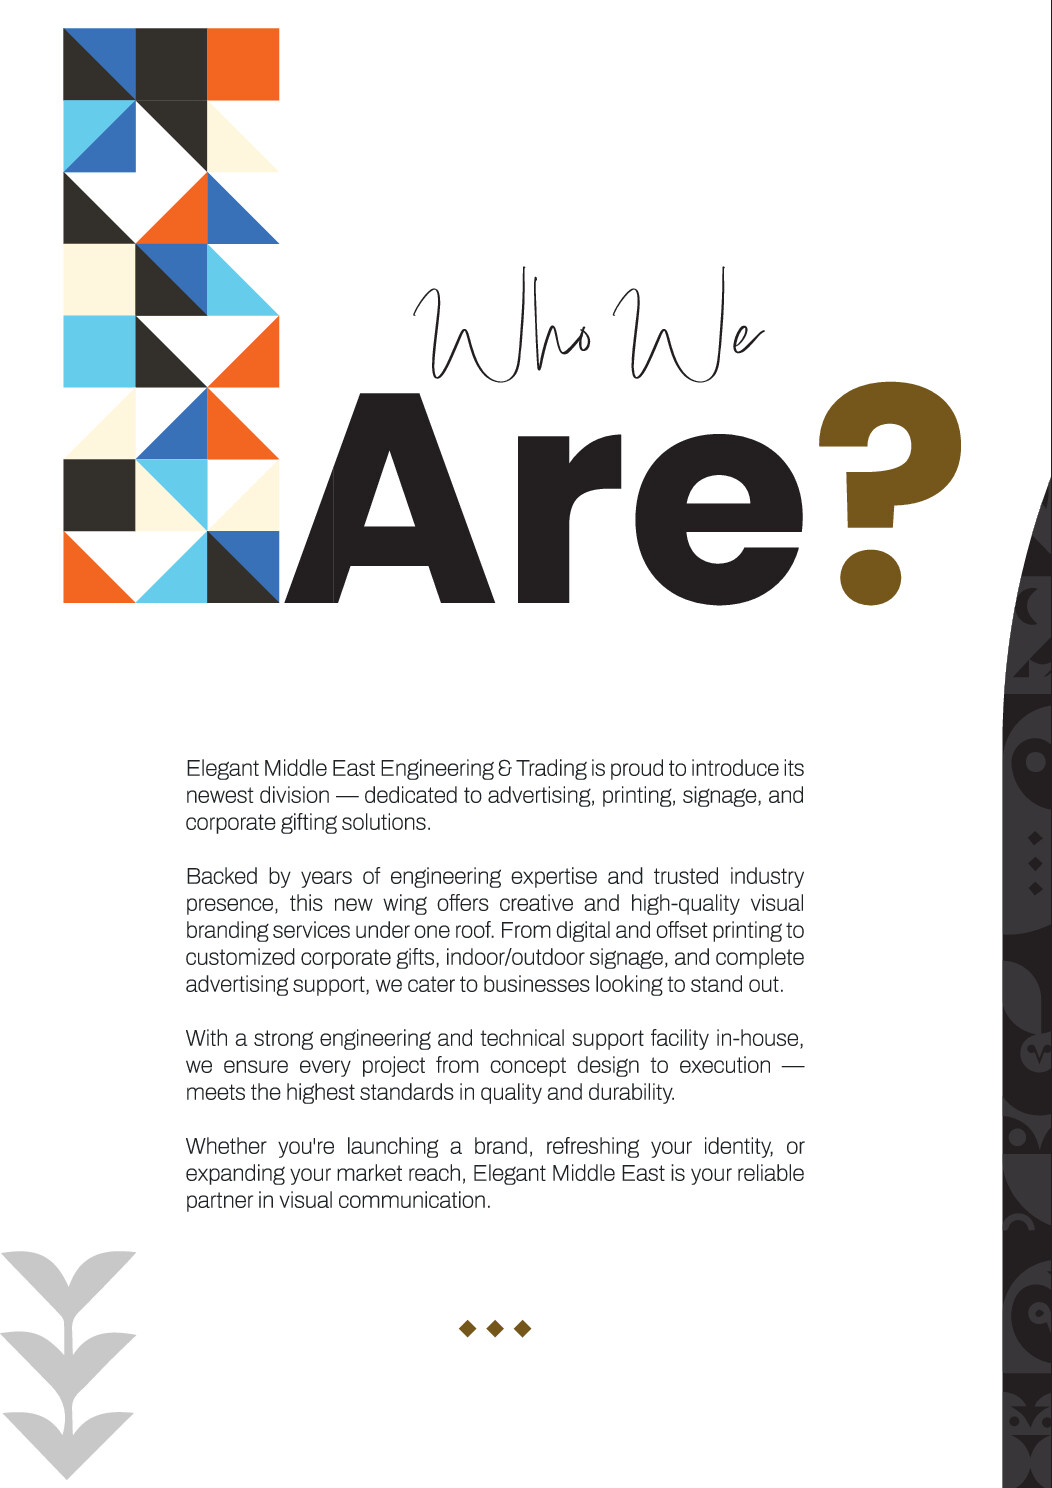 Who We
Are?
Elegant Middle East Engineering & Trading is proud to introduce its
newest division — dedicated to advertising, printing, signage, and
corporate gifting solutions.
Backed by years of engineering expertise and trusted industry
presence, this new wing offers creative and high-quality visual
branding services under one roof. From digital and offset printing to
customized corporate gifts, indoor/outdoor signage, and complete
advertising support, we cater to businesses looking to stand out.
With a strong engineering and technical support facility in-house,
we ensure every project from concept design to execution —
meets the highest standards in quality and durability.
Whether you're launching a brand, refreshing your identity, or
expanding your market reach, Elegant Middle East is your reliable
partner in visual communication.